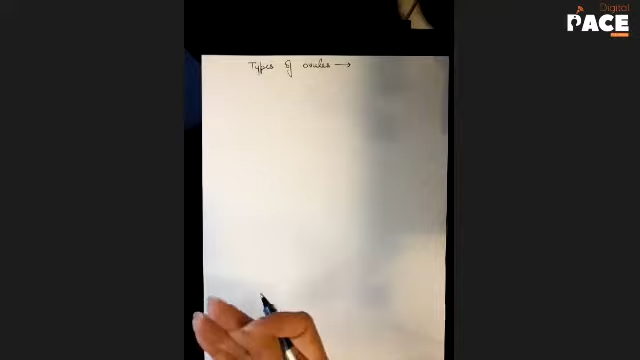 Digital
PACE
Types of ovules →